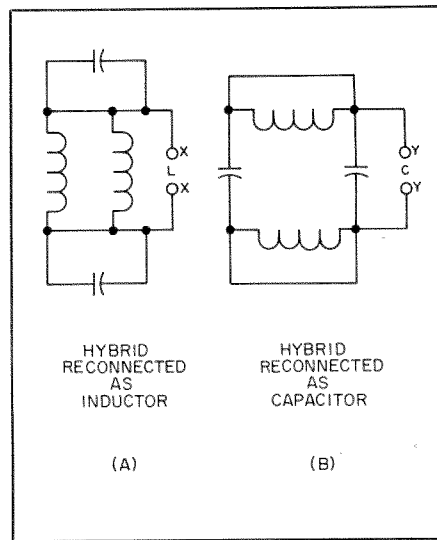 X
L
X
Y
C
Y
HYBRID
RECONNECTED
AS
INDUCTOR
(A)
HYBRID
RECONNECTED
AS
CAPACITOR
(B)